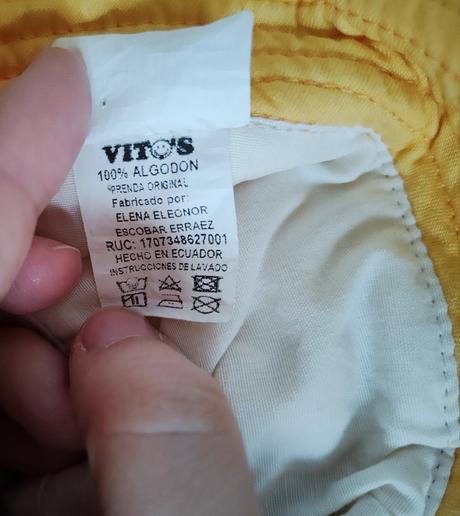 VITO'S
100% ALGODON
PRENDA ORIGINAL
Fabricado por:
ELENA ELEONOR
ESCOBAR ERRAEZ
RUC: 1707348627001
HECHO EN ECUADOR
INSTRUCCIONES DE LAVADO